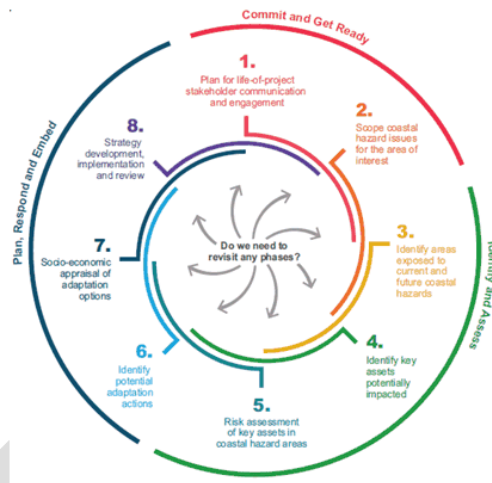 Commit and Get Ready
1.
Plan for life-of-project
stakeholder communication
and engagement
2.
Scope coastal
hazard issues
for the area of
interest
3.
Identify areas
exposed to
current and
future coastal
hazards
4.
Identify key
assets
potentially
impacted
5.
Risk assessment
of key assets in
coastal hazard areas
6.
Identify
potential
adaptation
actions
7.
Socio-economic
appraisal of
adaptation
options
8.
Strategy
development,
implementation
and review
Do we need to
revisit any phases?
Identify and Assess
Plan, Respond and Embed